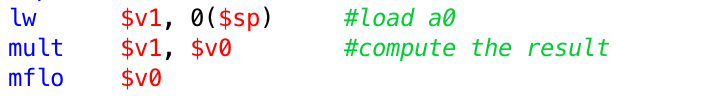 lw $v1, 0($sp) #load a0
mult $v1, $v0 #compute the result
mflo $v0